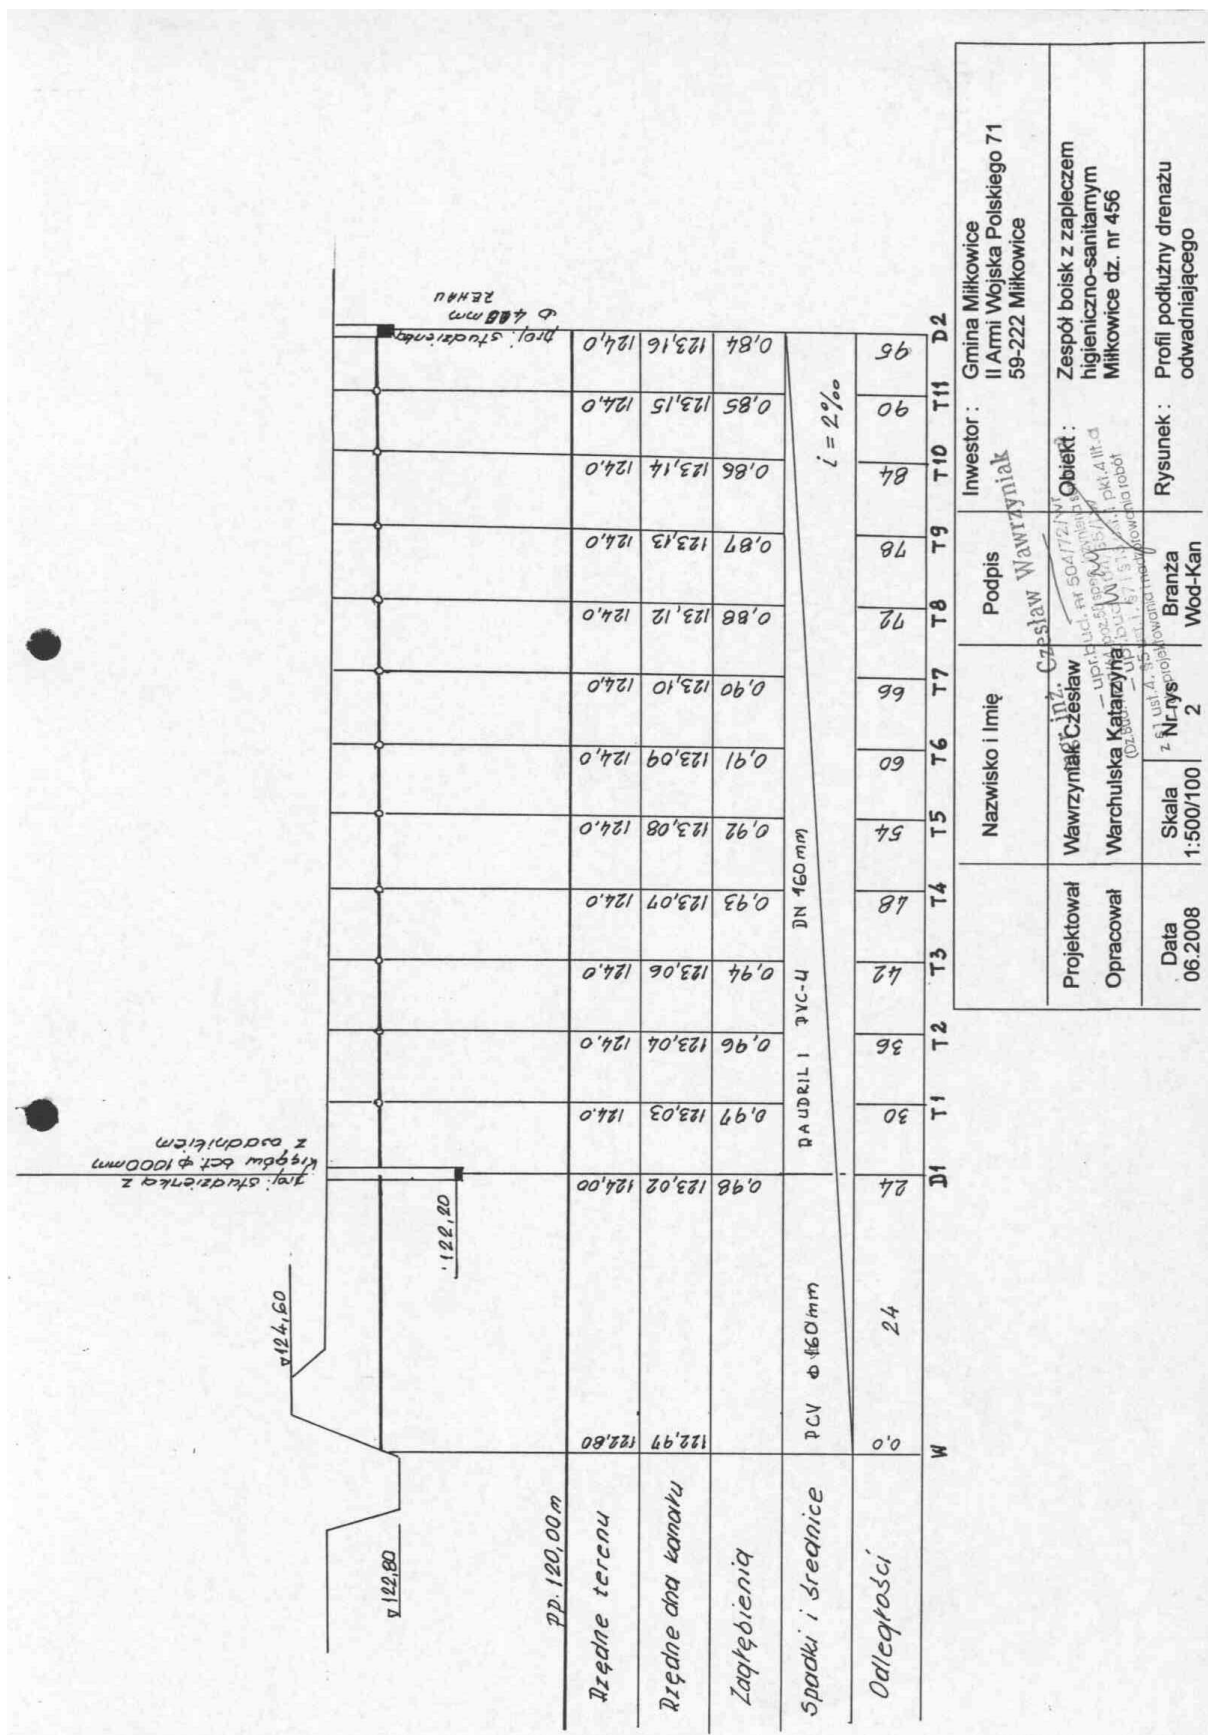 ▽122,80
▽124,60
122,20
proj. studzienka z
kręgów bet. ϕ 1000mm
z osadnikiem
proj. studzienka
mm
REHAU
pp. 120,00m
Rzędne terenu 122,80 124,00 124.0 124,0 124,0 124,0 124,0 124,0 124,0 124,0 124,0 124,0 124,0 124,0
Rzędne dna kanału 122,97 123,02 123,03 123,04 123,06 123,07 123,08 123,09 123,10 123,12 123,13 123,14 123,15 123,16
Zagłębienia 0,98 0,97 0,96 0,94 0,93 0,92 0,91 0,90 0,88 0,87 0,86 0,85 0,84
Spadki i średnice PCV ϕ 160mm RAUDRIL 1 PVC-U DN 160mm i = 2‰
Odległości 0,0 24 24 30 36 42 48 54 60 66 72 78 84 90 95
W D1 T1 T2 T3 T4 T5 T6 T7 T8 T9 T10 T11 D2
Nazwisko i Imię Podpis
Inwestor : Gmina Miłkowice
II Armi Wojska Polskiego 71
59-222 Miłkowice
Projektował Wawrzyniak Czesław
Opracował Warchulska Katarzyna
inż. Czesław Wawrzyniak
Obiekt : Zespół boisk z zapleczem
higieniczno-sanitarnym
Miłkowice dz. nr 456
Data Skala Nr rys Branża
06.2008 1:500/100 2 Wod-Kan
Rysunek : Profil podłużny drenażu
odwadniającego